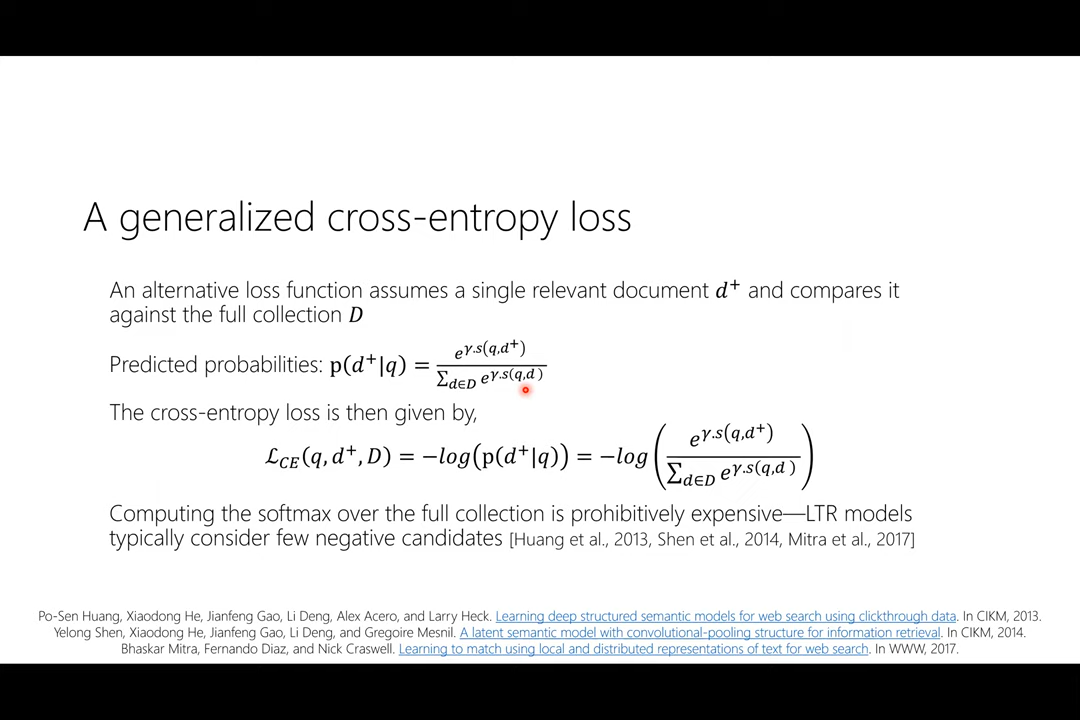 A generalized cross-entropy loss
An alternative loss function assumes a single relevant document d⁺ and compares it
against the full collection D
Predicted probabilities: p(d⁺|q) = e^{γ.s(q,d⁺)} / ∑_{d∈D} e^{γ.s(q,d)}
The cross-entropy loss is then given by,
ℒ_{CE}(q, d⁺, D) = −log(p(d⁺|q)) = −log(e^{γ.s(q,d⁺)} / ∑_{d∈D} e^{γ.s(q,d)})
Computing the softmax over the full collection is prohibitively expensive—LTR models
typically consider few negative candidates [Huang et al., 2013, Shen et al., 2014, Mitra et al., 2017]
Po-Sen Huang, Xiaodong He, Jianfeng Gao, Li Deng, Alex Acero, and Larry Heck. Learning deep structured semantic models for web search using clickthrough data. In CIKM, 2013.
Yelong Shen, Xiaodong He, Jianfeng Gao, Li Deng, and Gregoire Mesnil. A latent semantic model with convolutional-pooling structure for information retrieval. In CIKM, 2014.
Bhaskar Mitra, Fernando Diaz, and Nick Craswell. Learning to match using local and distributed representations of text for web search. In WWW, 2017.